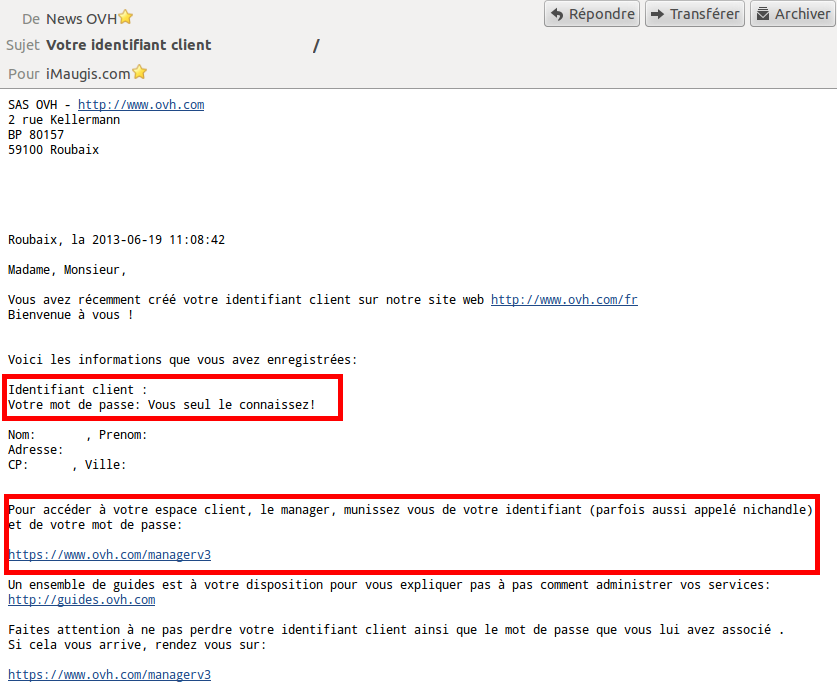 De News OVH
Répondre Transférer Archiver
Sujet Votre identifiant client /
Pour iMaugis.com
SAS OVH - http://www.ovh.com
2 rue Kellermann
BP 80157
59100 Roubaix
Roubaix, la 2013-06-19 11:08:42
Madame, Monsieur,
Vous avez récemment créé votre identifiant client sur notre site web http://www.ovh.com/fr
Bienvenue à vous !
Voici les informations que vous avez enregistrées:
Identifiant client :
Votre mot de passe: Vous seul le connaissez!
Nom: , Prenom:
Adresse:
CP: , Ville:
Pour accéder à votre espace client, le manager, munissez vous de votre identifiant (parfois aussi appelé nichandle)
et de votre mot de passe:
https://www.ovh.com/managerv3
Un ensemble de guides est à votre disposition pour vous expliquer pas à pas comment administrer vos services:
http://guides.ovh.com
Faites attention à ne pas perdre votre identifiant client ainsi que le mot de passe que vous lui avez associé .
Si cela vous arrive, rendez vous sur:
https://www.ovh.com/managerv3